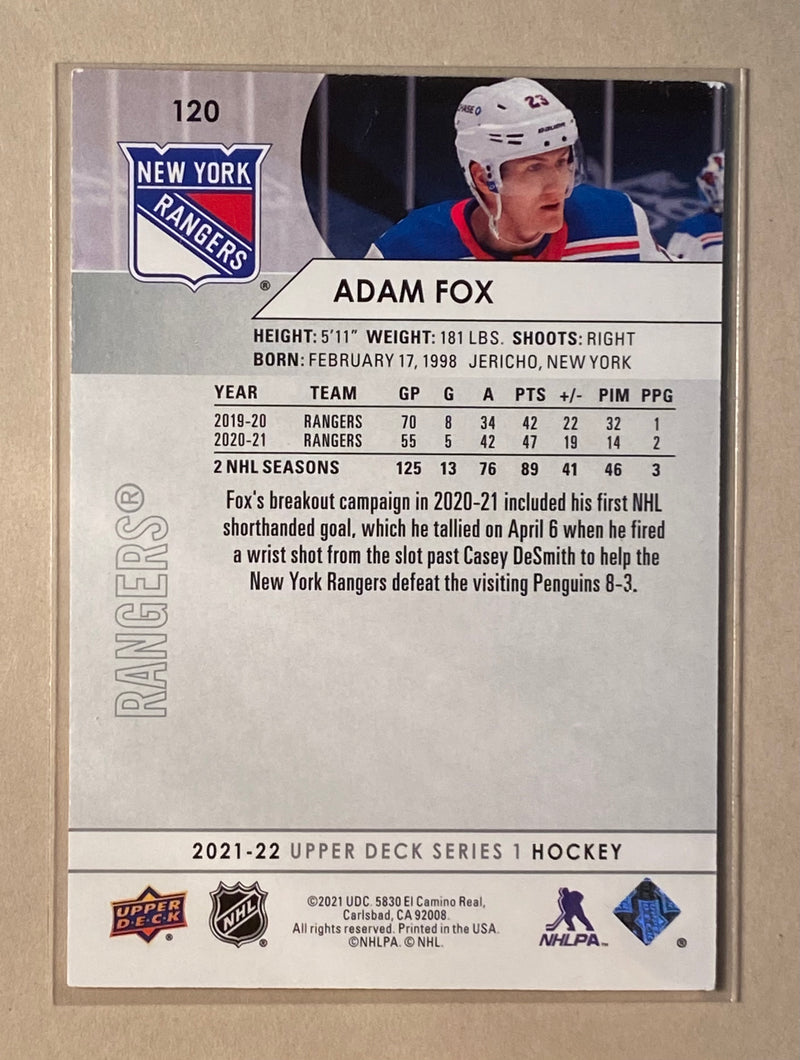 120
NEW YORK
RANGERS
®
23
CHASE
BAUER
ADAM FOX
HEIGHT: 5'11" WEIGHT: 181 LBS. SHOOTS: RIGHT
BORN: FEBRUARY 17, 1998 JERICHO, NEW YORK
YEAR TEAM GP G A PTS +/- PIM PPG
2019-20 RANGERS 70 8 34 42 22 32 1
2020-21 RANGERS 55 5 42 47 19 14 2
2 NHL SEASONS 125 13 76 89 41 46 3
Fox's breakout campaign in 2020-21 included his first NHL
shorthanded goal, which he tallied on April 6 when he fired
a wrist shot from the slot past Casey DeSmith to help the
New York Rangers defeat the visiting Penguins 8-3.
RANGERS®
2021-22 UPPER DECK SERIES 1 HOCKEY
UPPER
D·E·C·K
®
NHL
®
©2021 UDC. 5830 El Camino Real,
Carlsbad, CA 92008.
All rights reserved. Printed in the USA.
©NHLPA. © NHL.
NHLPA™
®